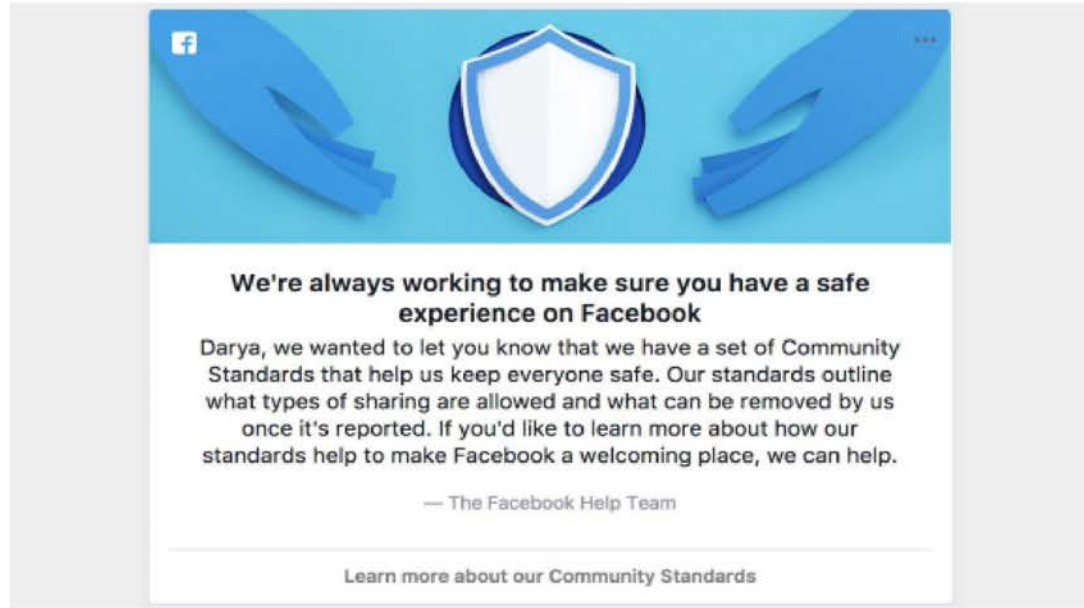 We're always working to make sure you have a safe
experience on Facebook
Darya, we wanted to let you know that we have a set of Community
Standards that help us keep everyone safe. Our standards outline
what types of sharing are allowed and what can be removed by us
once it's reported. If you'd like to learn more about how our
standards help to make Facebook a welcoming place, we can help.
— The Facebook Help Team
Learn more about our Community Standards